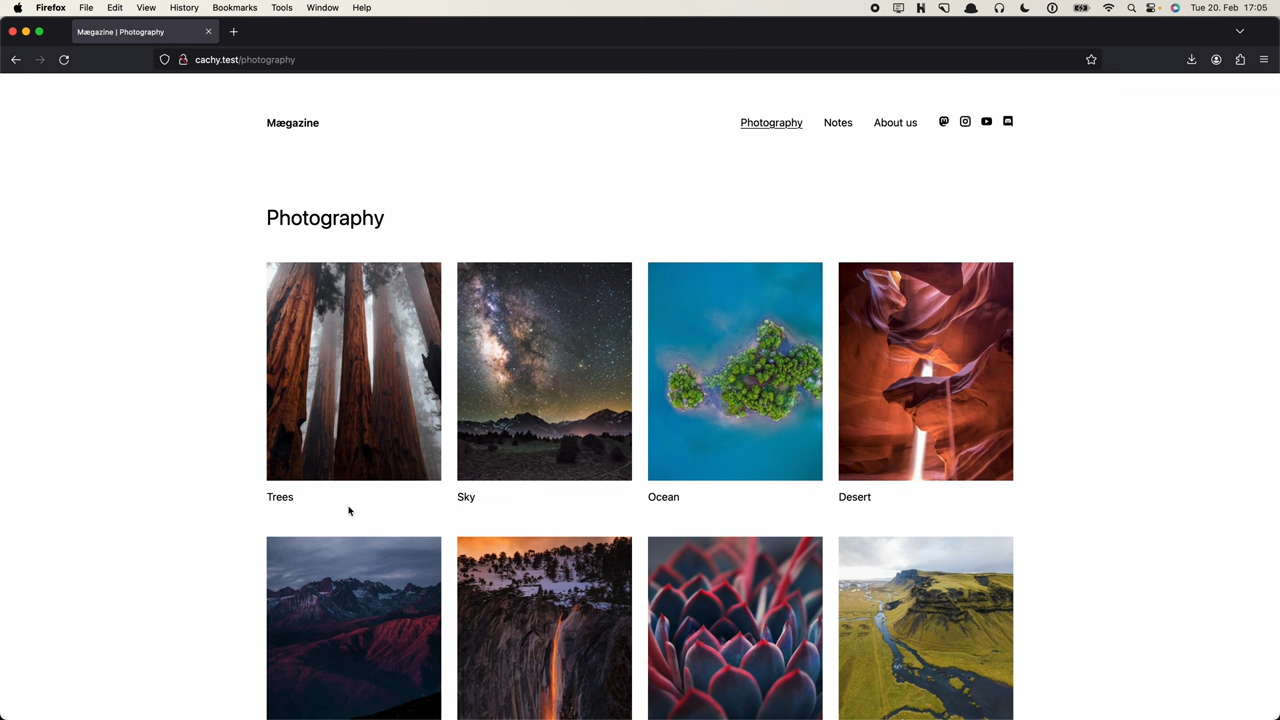 Firefox File Edit View History Bookmarks Tools Window Help Tue 20. Feb 17:05
Mægazine | Photography
cachy.test/photography
Mægazine Photography Notes About us
Photography
Trees Sky Ocean Desert